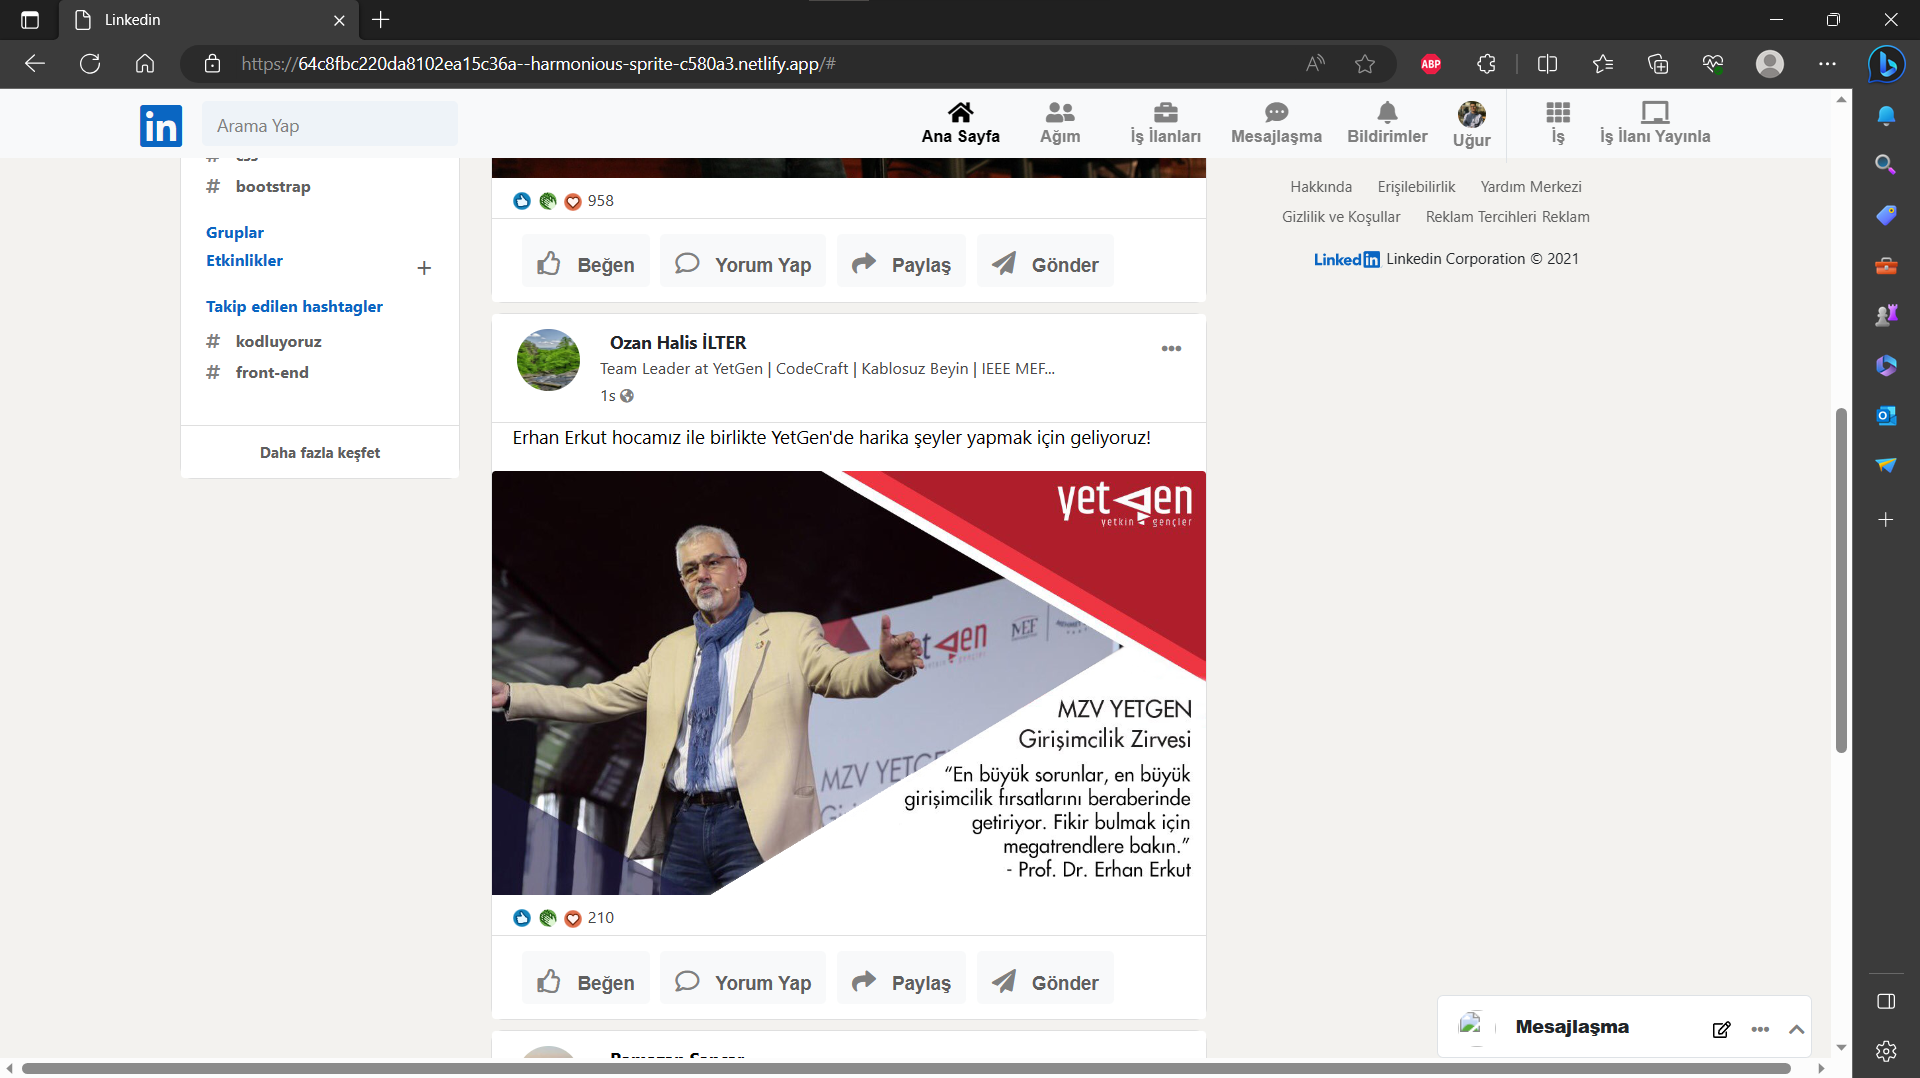 Linkedin
https://64c8fbc220da8102ea15c36a--harmonious-sprite-c580a3.netlify.app/#
ABP
in
Arama Yap
Ana Sayfa
Ağım
İş İlanları
Mesajlaşma
Bildirimler
Uğur
İş
İş İlanı Yayınla
# css
# bootstrap
Gruplar
Etkinlikler
+
Takip edilen hashtagler
# kodluyoruz
# front-end
Daha fazla keşfet
958
Beğen
Yorum Yap
Paylaş
Gönder
Ozan Halis İLTER
Team Leader at YetGen | CodeCraft | Kablosuz Beyin | IEEE MEF...
1s
Erhan Erkut hocamız ile birlikte YetGen'de harika şeyler yapmak için geliyoruz!
yetgen
yetkin gençler
NEF
MZV YETGEN
Girişimcilik Zirvesi
“En büyük sorunlar, en büyük
girişimcilik fırsatlarını beraberinde
getiriyor. Fikir bulmak için
megatrendlere bakın.”
- Prof. Dr. Erhan Erkut
210
Beğen
Yorum Yap
Paylaş
Gönder
Hakkında Erişilebilirlik Yardım Merkezi
Gizlilik ve Koşullar Reklam Tercihleri Reklam
Linkedin Linkedin Corporation © 2021
Mesajlaşma